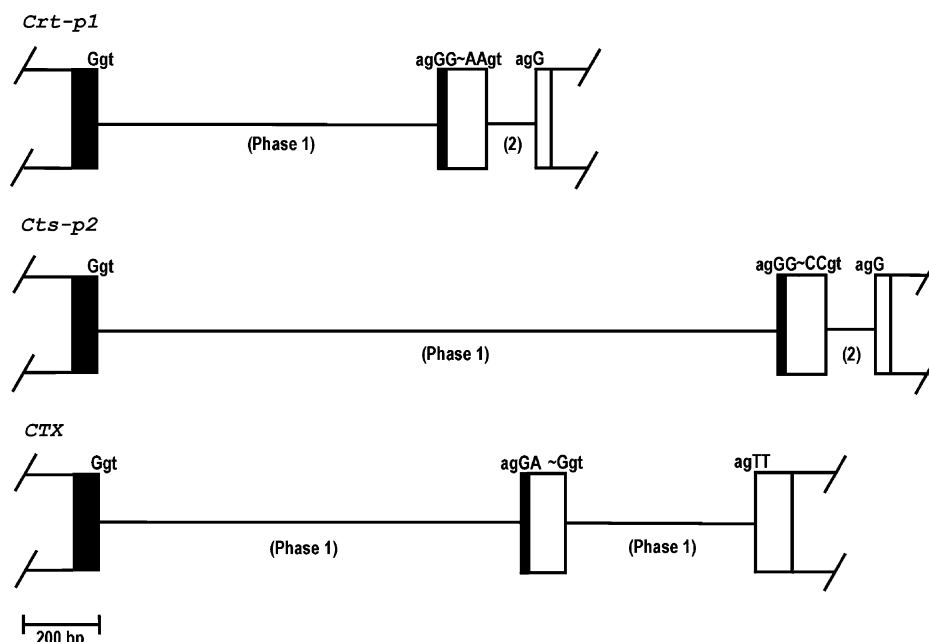 Crt-p1
Ggt agGG~AAgt agG
(Phase 1) (2)
Cts-p2
Ggt agGG~CCgt agG
(Phase 1) (2)
CTX
Ggt agGA ~Ggt agTT
(Phase 1) (Phase 1)
200 bp